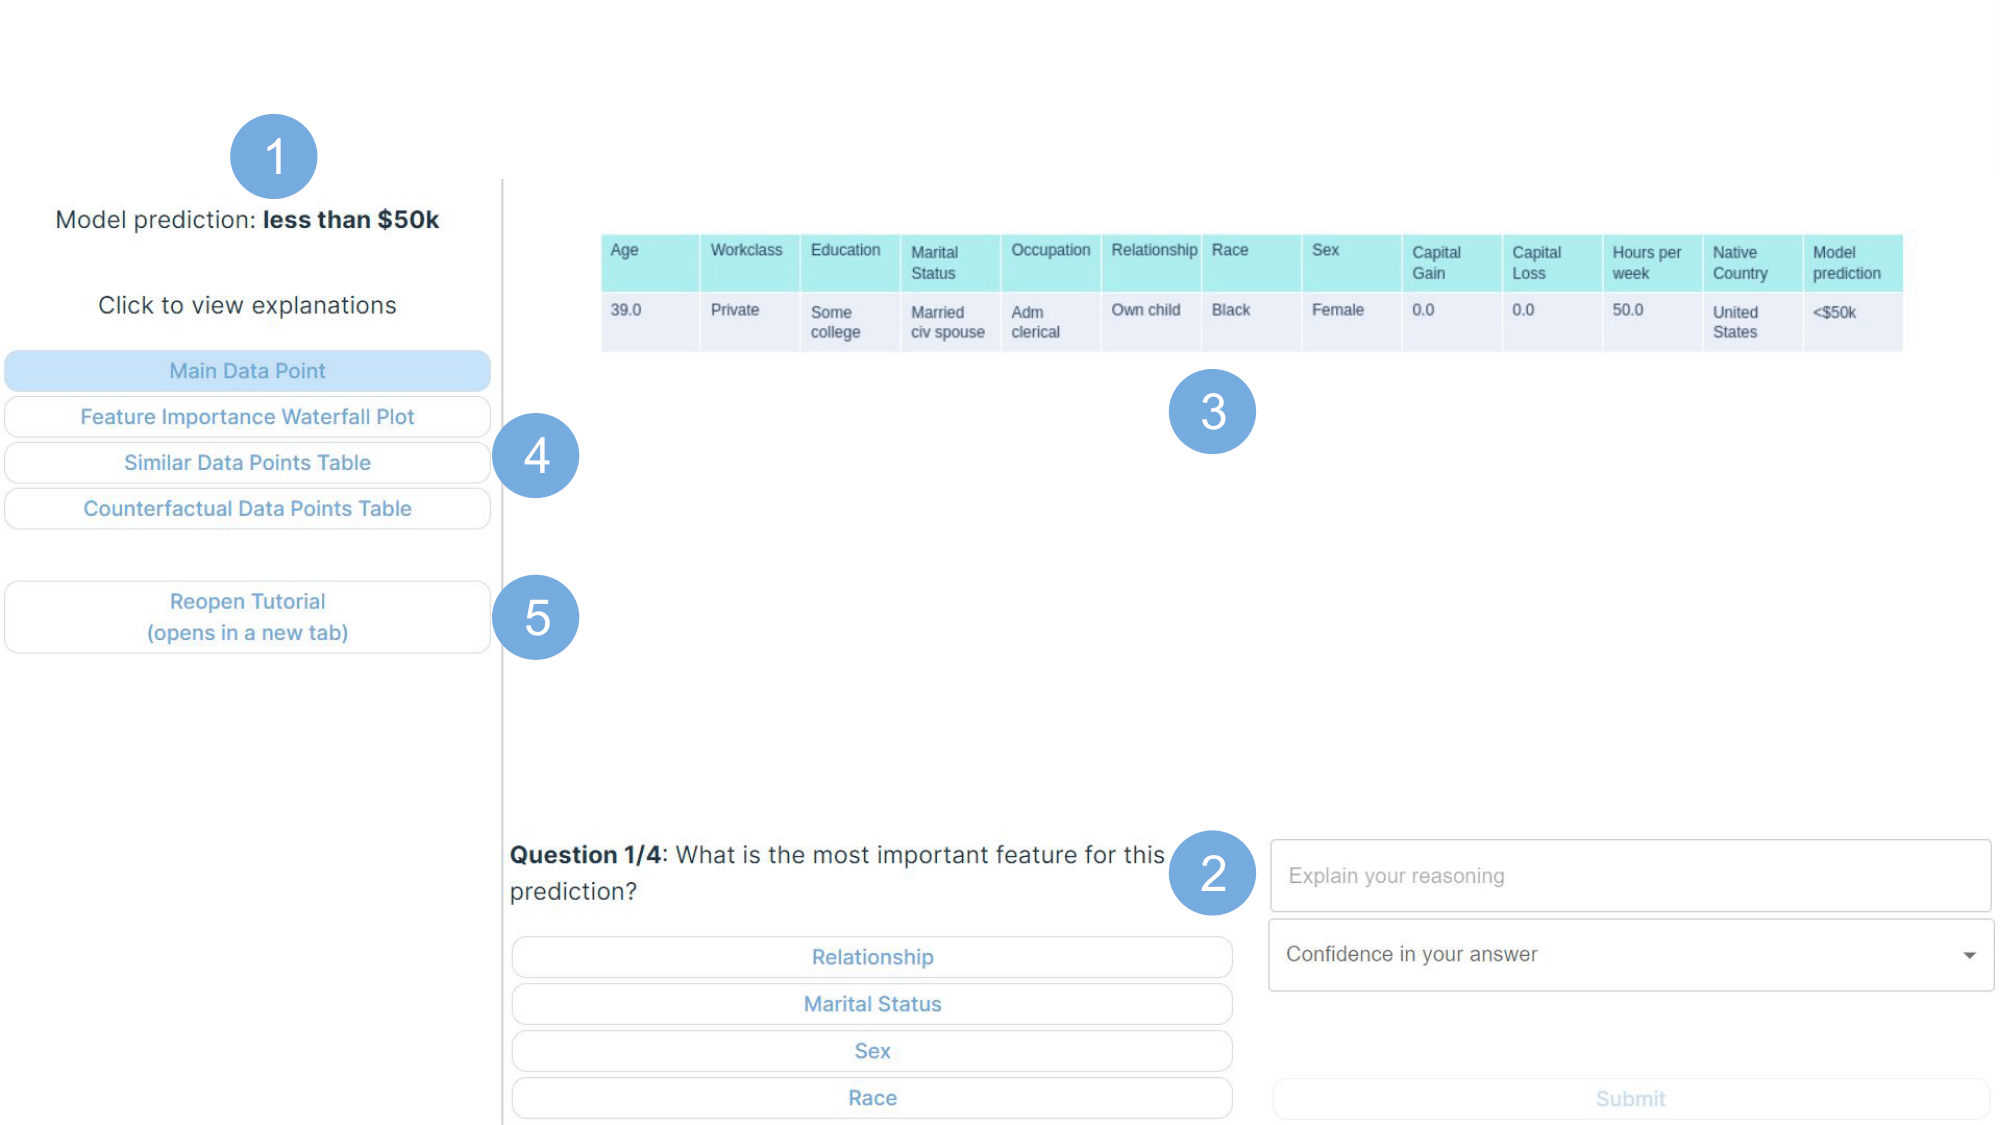 1
Model prediction: less than $50k
Click to view explanations
Main Data Point
Feature Importance Waterfall Plot
Similar Data Points Table
Counterfactual Data Points Table
4
Reopen Tutorial
(opens in a new tab)
5
Age Workclass Education Marital Status Occupation Relationship Race Sex Capital Gain Capital Loss Hours per week Native Country Model prediction
39.0 Private Some college Married civ spouse Adm clerical Own child Black Female 0.0 0.0 50.0 United States <$50k
3
Question 1/4: What is the most important feature for this
prediction?
2
Relationship
Marital Status
Sex
Race
Explain your reasoning
Confidence in your answer
Submit